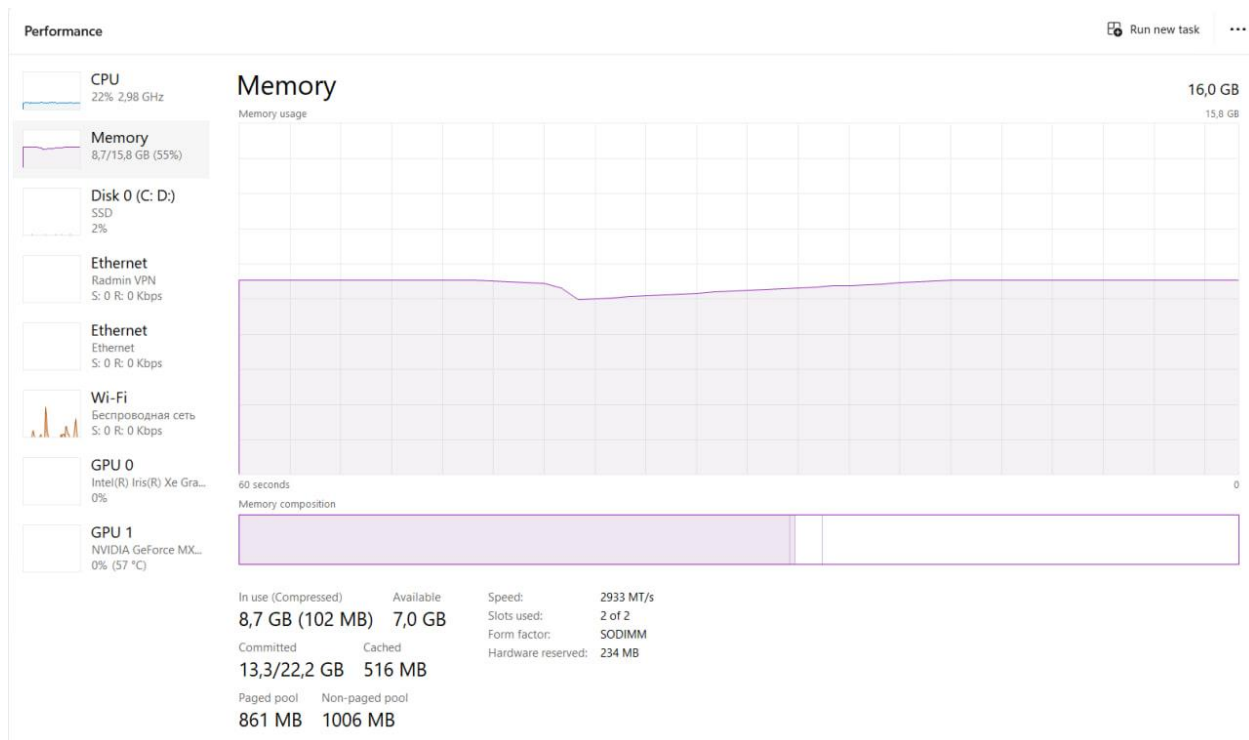 Performance
Run new task
CPU
22% 2,98 GHz
Memory
8,7/15,8 GB (55%)
Disk 0 (C: D:)
SSD
2%
Ethernet
Radmin VPN
S: 0 R: 0 Kbps
Ethernet
Ethernet
S: 0 R: 0 Kbps
Wi-Fi
Беспроводная сеть
S: 0 R: 0 Kbps
GPU 0
Intel(R) Iris(R) Xe Gra...
0%
GPU 1
NVIDIA GeForce MX...
0% (57 °C)
Memory
16,0 GB
Memory usage
15,8 GB
60 seconds
0
Memory composition
In use (Compressed)
Available
8,7 GB (102 MB)
7,0 GB
Committed
Cached
13,3/22,2 GB
516 MB
Paged pool
Non-paged pool
861 MB
1006 MB
Speed:
2933 MT/s
Slots used:
2 of 2
Form factor:
SODIMM
Hardware reserved:
234 MB